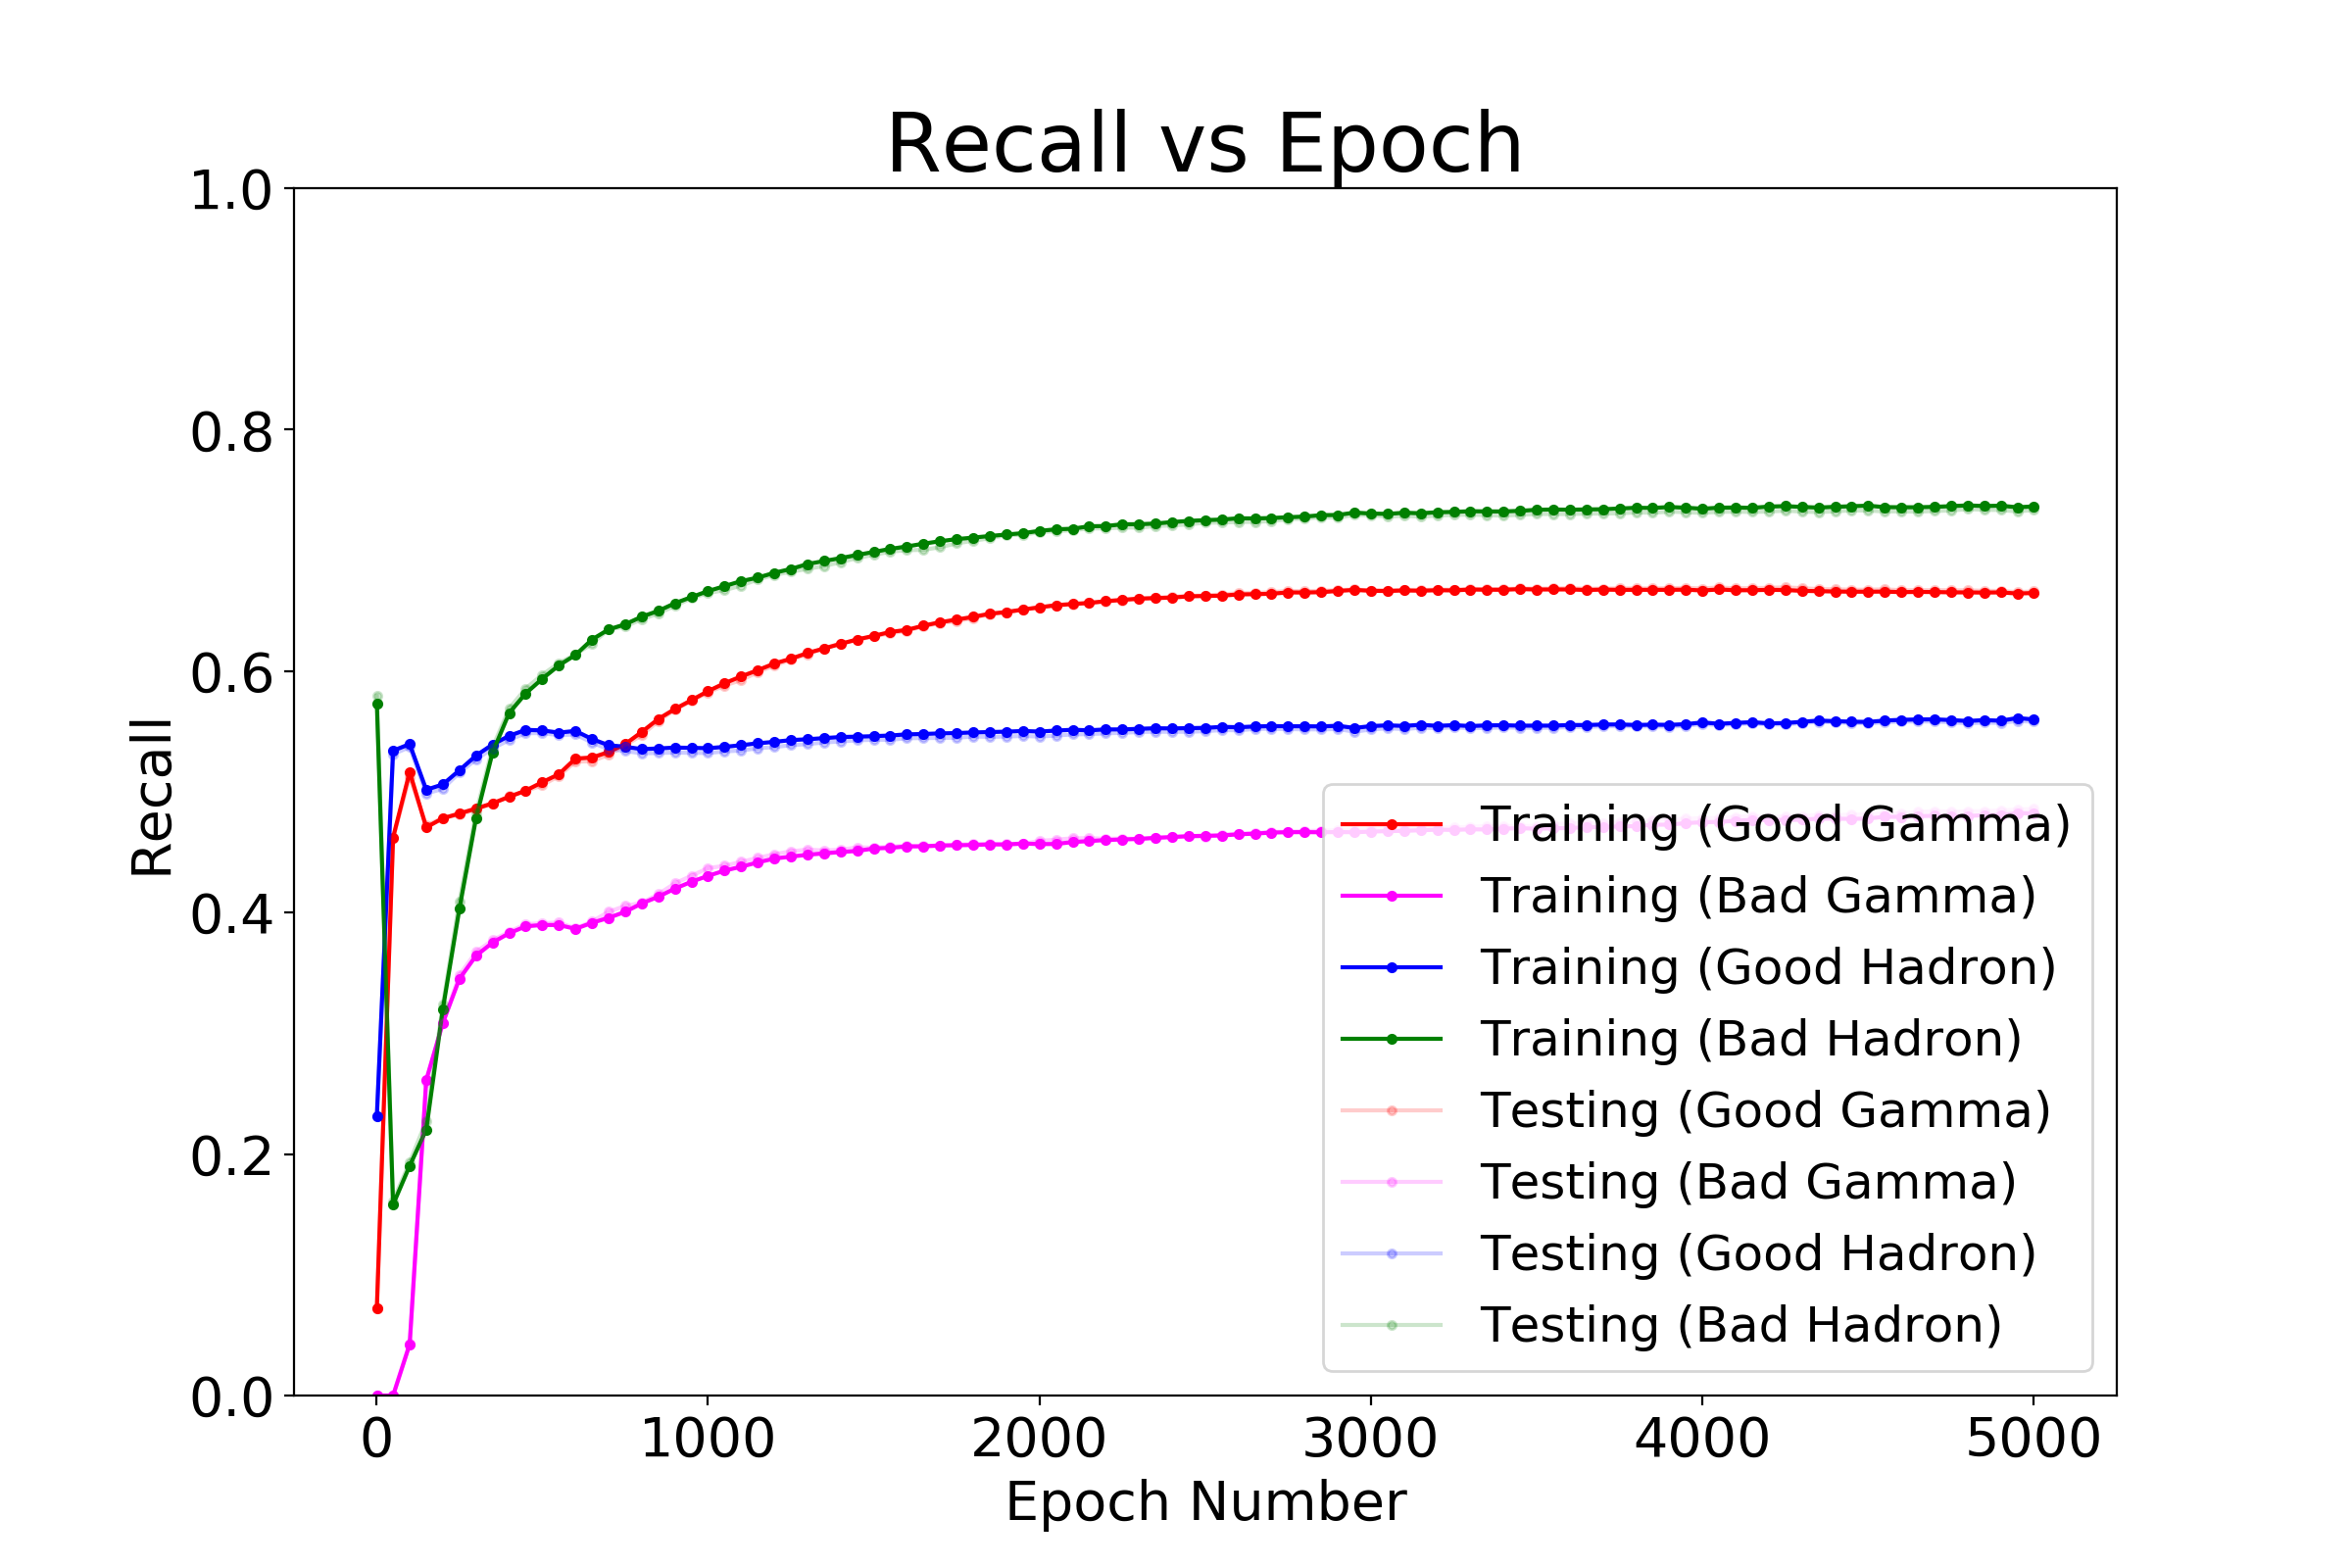 Recall vs Epoch
1.0
0.8
0.6
0.4
0.2
0.0
Recall
0 1000 2000 3000 4000 5000
Epoch Number
Training (Good Gamma)
Training (Bad Gamma)
Training (Good Hadron)
Training (Bad Hadron)
Testing (Good Gamma)
Testing (Bad Gamma)
Testing (Good Hadron)
Testing (Bad Hadron)